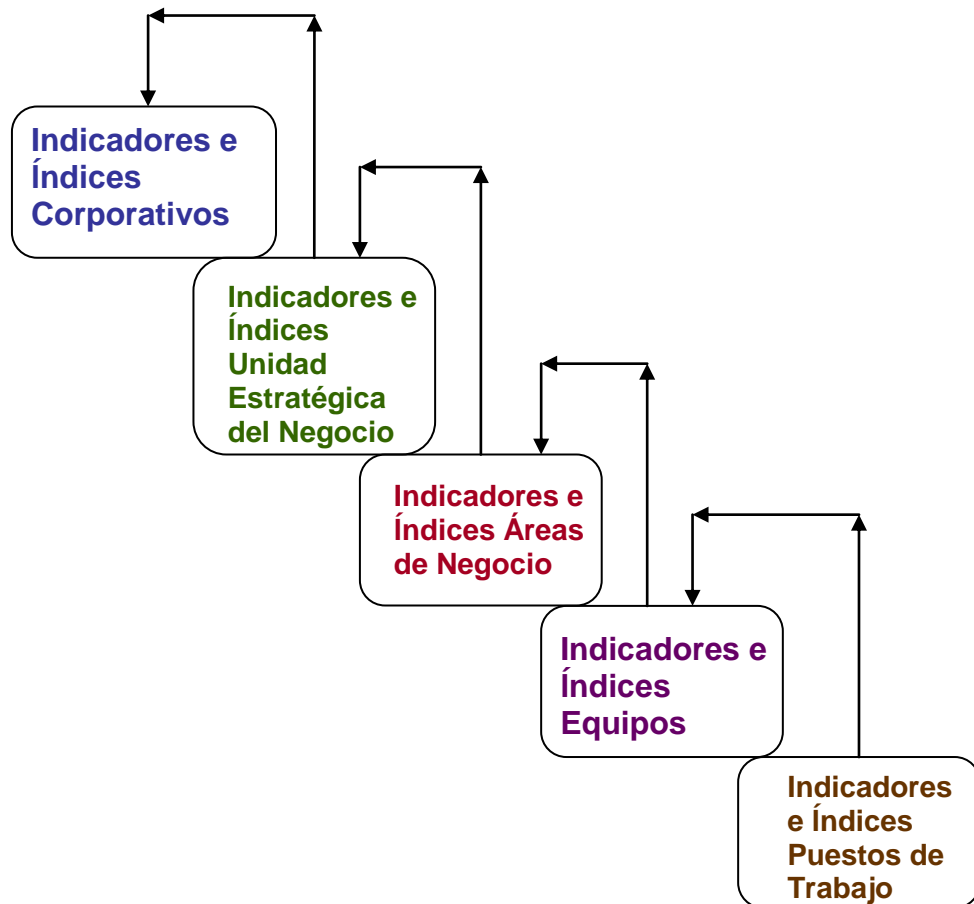 Indicadores e
Índices
Corporativos
Indicadores e
Índices
Unidad
Estratégica
del Negocio
Indicadores e
Índices Áreas
de Negocio
Indicadores e
Índices
Equipos
Indicadores
e Índices
Puestos de
Trabajo